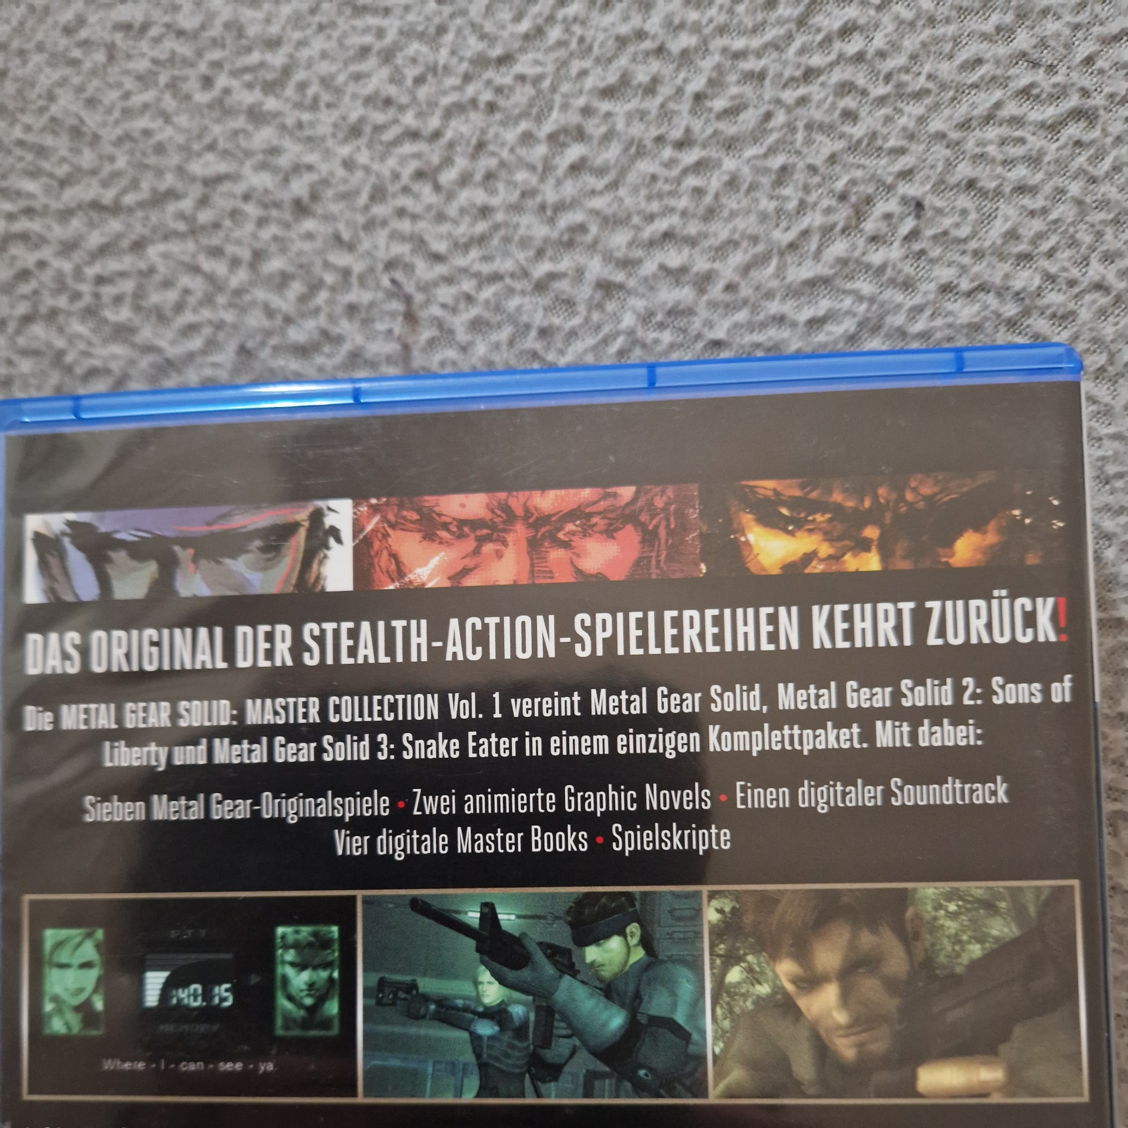 DAS ORIGINAL DER STEALTH-ACTION-SPIELEREIHEN KEHRT ZURÜCK!
Die METAL GEAR SOLID: MASTER COLLECTION Vol. 1 vereint Metal Gear Solid, Metal Gear Solid 2: Sons of
Liberty und Metal Gear Solid 3: Snake Eater in einem einzigen Komplettpaket. Mit dabei:
Sieben Metal Gear-Originalspiele • Zwei animierte Graphic Novels • Einen digitaler Soundtrack
Vier digitale Master Books • Spielskripte
PTT
140.15
MEMORY
Where - I - can - see - ya.